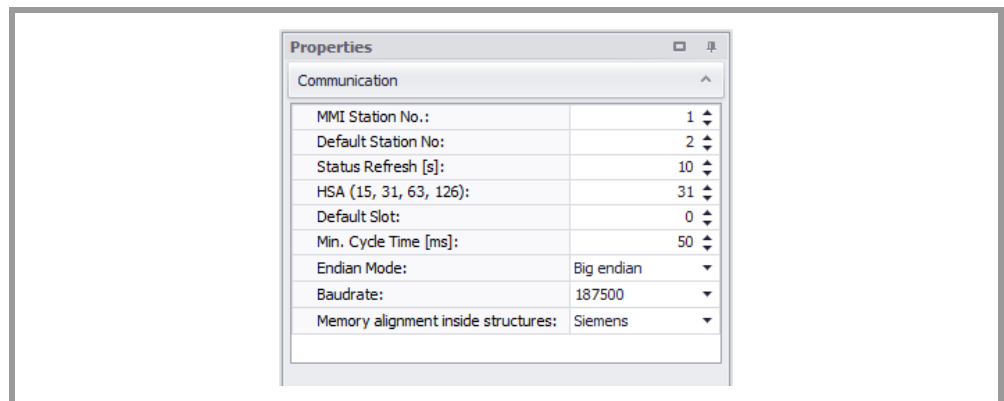 Properties
Communication
MMI Station No.: 1
Default Station No: 2
Status Refresh [s]: 10
HSA (15, 31, 63, 126): 31
Default Slot: 0
Min. Cycle Time [ms]: 50
Endian Mode: Big endian
Baudrate: 187500
Memory alignment inside structures: Siemens